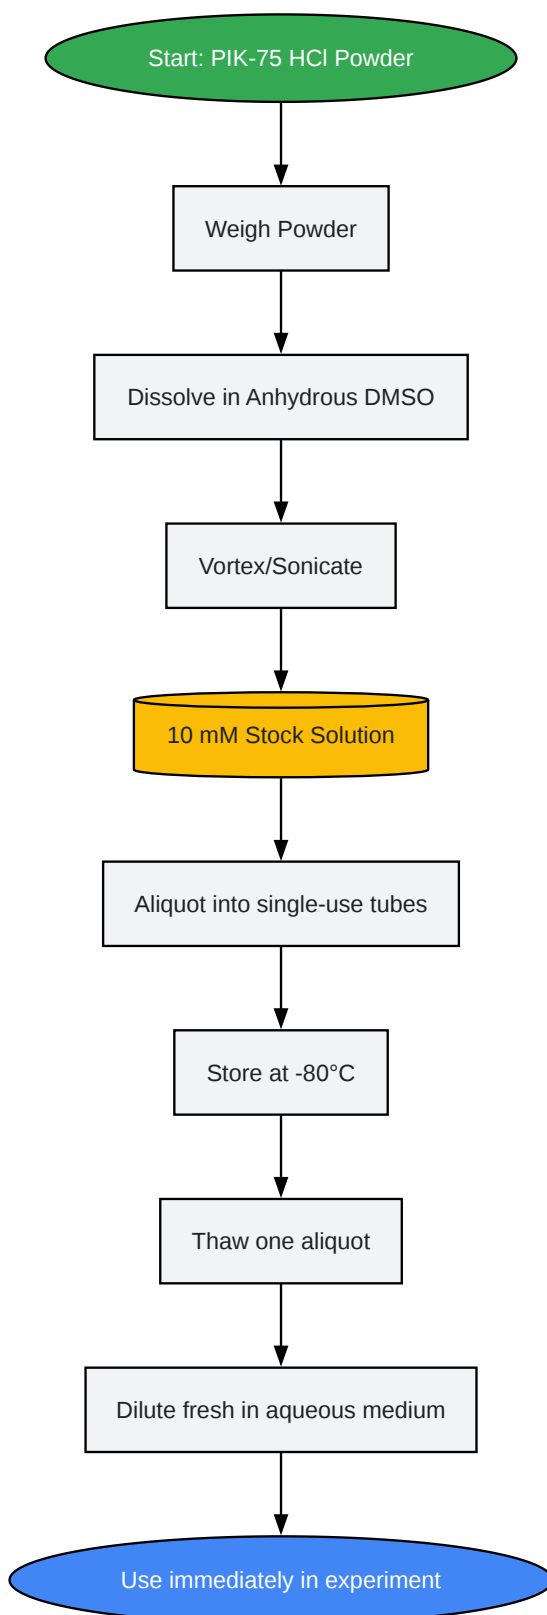 Start: PIK-75 HCl Powder
Weigh Powder
Dissolve in Anhydrous DMSO
Vortex/Sonicate
10 mM Stock Solution
Aliquot into single-use tubes
Store at -80°C
Thaw one aliquot
Dilute fresh in aqueous medium
Use immediately in experiment